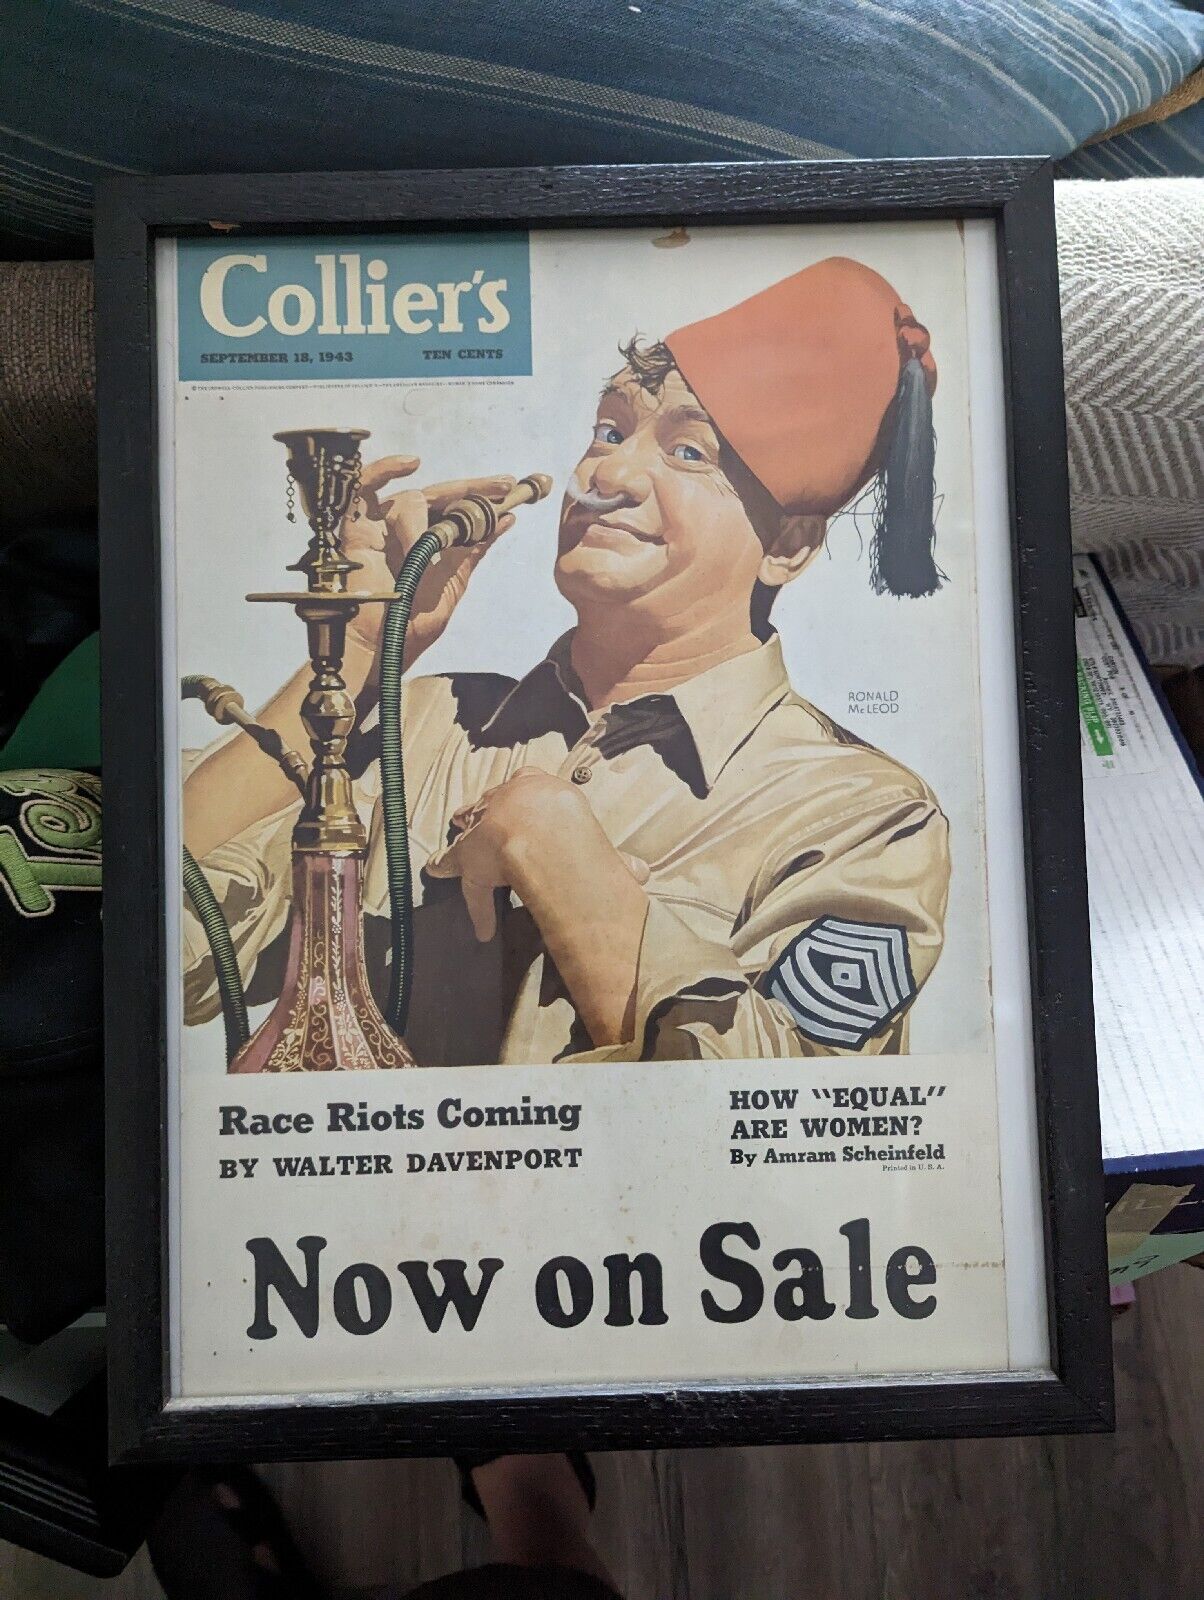 Collier's
SEPTEMBER 18, 1943 TEN CENTS
RONALD
McLEOD
Race Riots Coming
BY WALTER DAVENPORT
HOW "EQUAL"
ARE WOMEN?
By Amram Scheinfeld
Printed in U. S. A.
Now on Sale